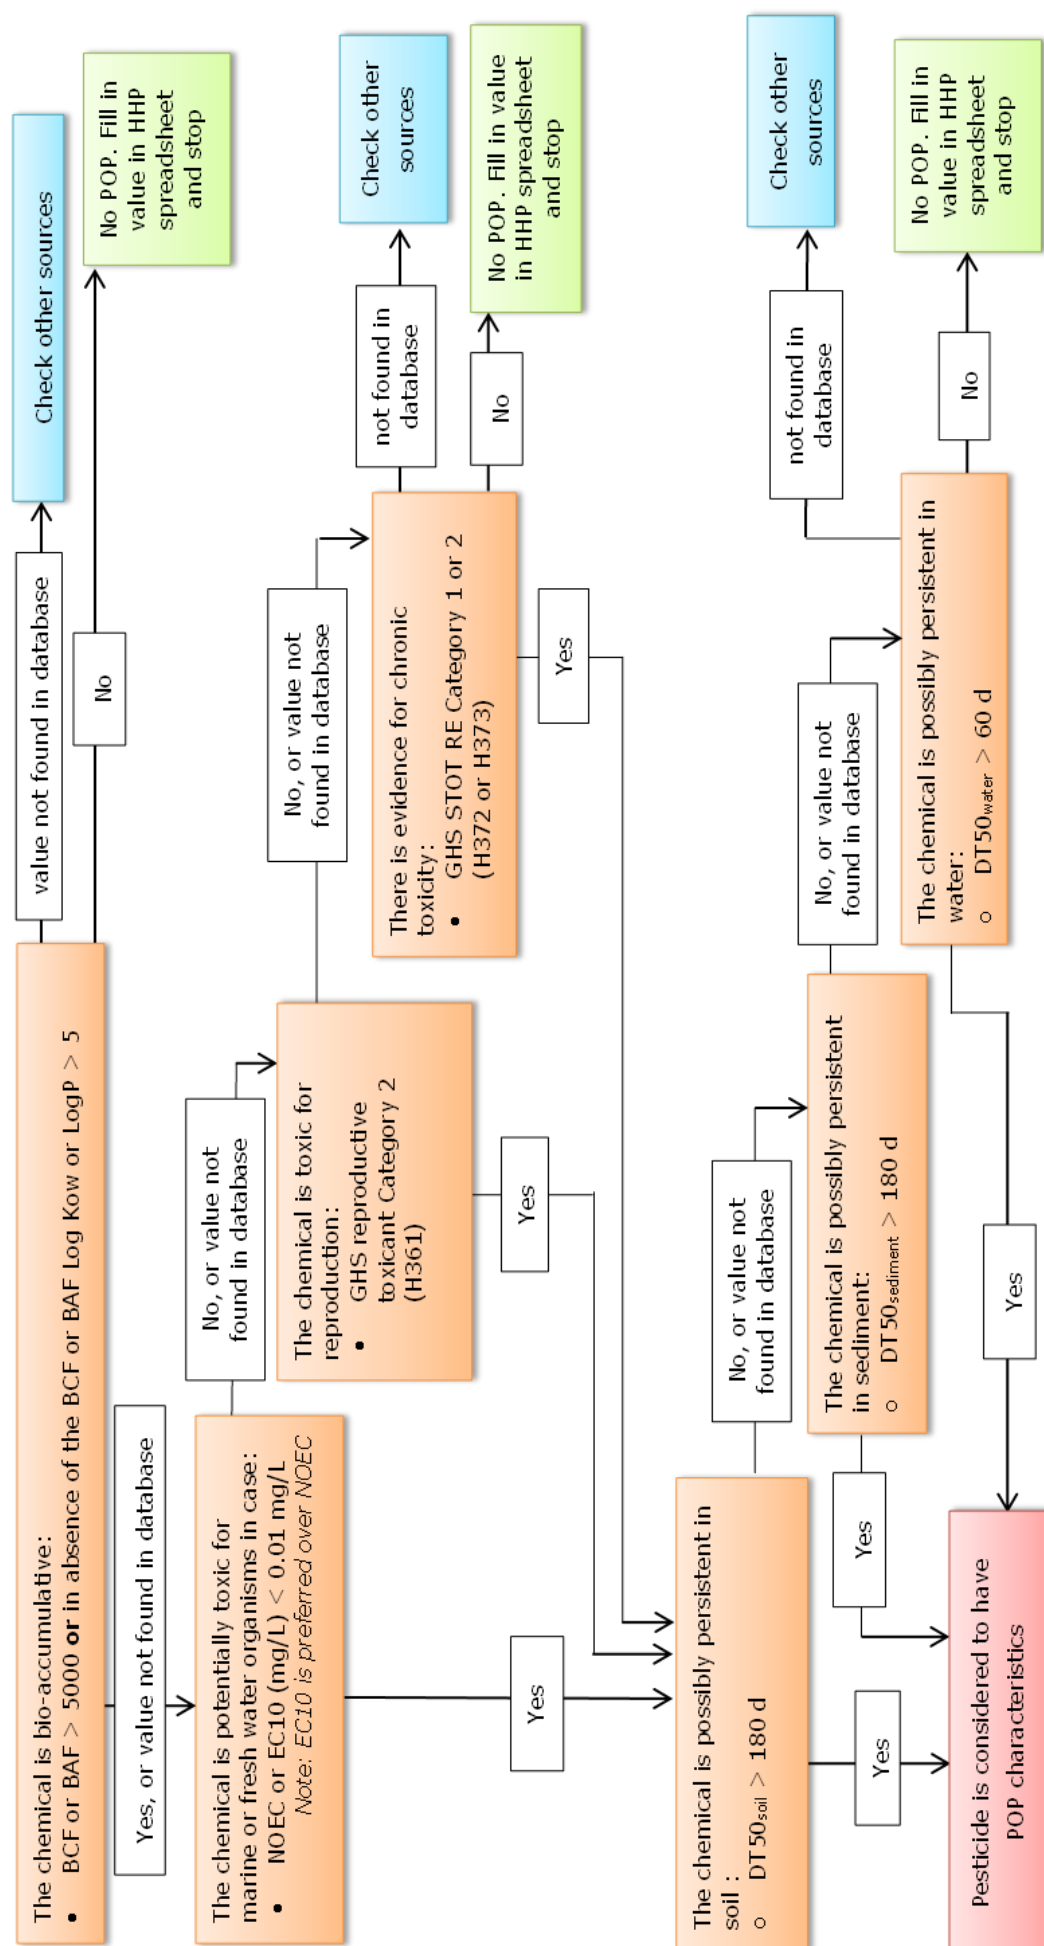 The chemical is bio-accumulative:
• BCF or BAF > 5000 or in absence of the BCF or BAF Log Kow or LogP > 5
value not found in database
Check other sources
No
No POP. Fill in
value in HHP
spreadsheet
and stop
Yes, or value not found in database
The chemical is potentially toxic for
marine or fresh water organisms in case:
• NOEC or EC10 (mg/L) < 0.01 mg/L
Note: EC10 is preferred over NOEC
No, or value not
found in database
The chemical is toxic for
reproduction:
• GHS reproductive
toxicant Category 2
(H361)
No, or value not
found in database
There is evidence for chronic
toxicity:
• GHS STOT RE Category 1 or 2
(H372 or H373)
not found in
database
Check other
sources
No
No POP. Fill in value
in HHP spreadsheet
and stop
Yes
Yes
Yes
The chemical is possibly persistent in
soil :
○ DT50soil > 180 d
No, or value not
found in database
The chemical is possibly persistent
in sediment:
○ DT50sediment > 180 d
No, or value not
found in database
The chemical is possibly persistent in
water:
○ DT50water > 60 d
not found in
database
Check other
sources
No
No POP. Fill in
value in HHP
spreadsheet
and stop
Yes
Yes
Yes
Pesticide is considered to have
POP characteristics